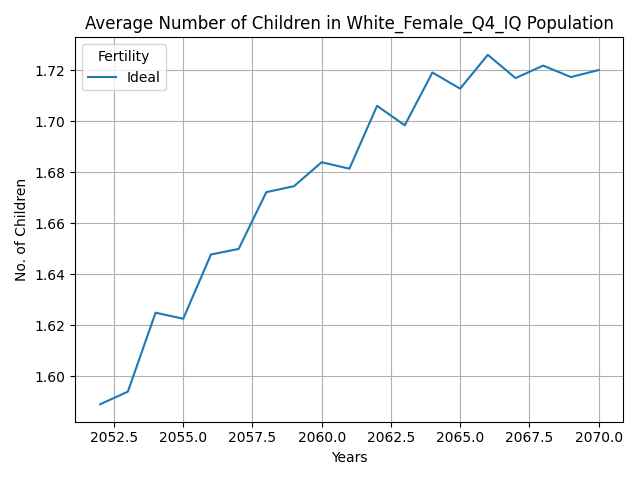 Average Number of Children in White_Female_Q4_IQ Population
Fertility
Ideal
No. of Children
1.72
1.70
1.68
1.66
1.64
1.62
1.60
2052.5 2055.0 2057.5 2060.0 2062.5 2065.0 2067.5 2070.0
Years